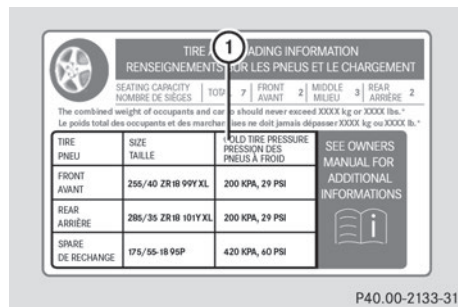 1
TIRE A ADING INFORMATION
RENSEIGNEMENTS SUR LES PNEUS ET LE CHARGEMENT
SEATING CAPACITY TOTAL 7 FRONT 2 MIDDLE 3 REAR 2
NOMBRE DE SIÈGES AVANT MILIEU ARRIÈRE
The combined weight of occupants and car o should never exceed XXXX kg or XXXX lbs.*
Le poids total des occupants et des marchan ises ne doit jamais dépasser XXXX kg ou XXXX lb.*
TIRE SIZE COLD TIRE PRESSURE
PNEU TAILLE PRESSION DES
PNEUS À FROID
FRONT
AVANT 255/40 ZR18 99Y XL 200 KPA, 29 PSI
REAR
ARRIÈRE 285/35 ZR18 101Y XL 200 KPA, 29 PSI
SPARE
DE RECHANGE 175/55-18 95P 420 KPA, 60 PSI
SEE OWNERS
MANUAL FOR
ADDITIONAL
INFORMATIONS
i
P40.00-2133-31